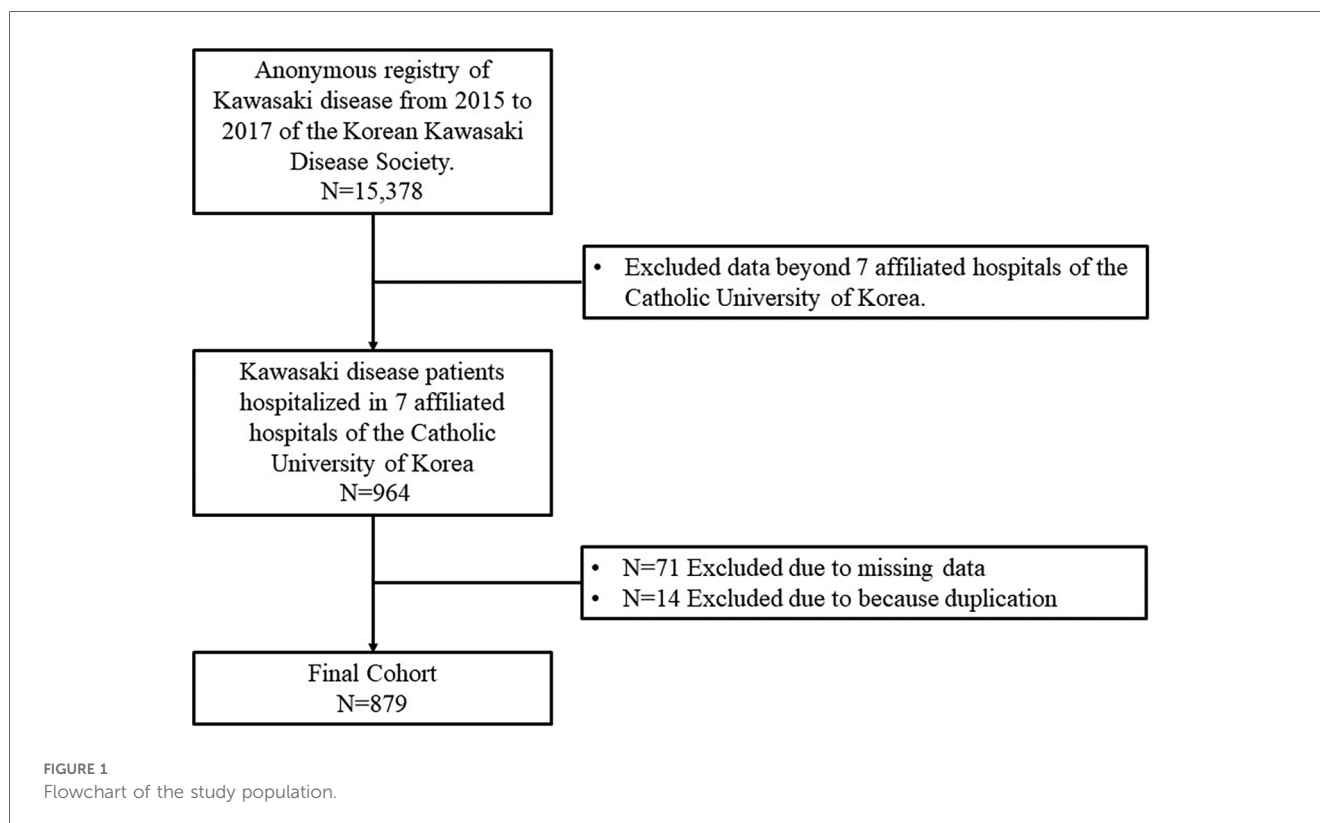 Anonymous registry of
Kawasaki disease from 2015 to
2017 of the Korean Kawasaki
Disease Society.
N=15,378
• Excluded data beyond 7 affiliated hospitals of the
Catholic University of Korea.
Kawasaki disease patients
hospitalized in 7 affiliated
hospitals of the Catholic
University of Korea
N=964
• N=71 Excluded due to missing data
• N=14 Excluded due to because duplication
Final Cohort
N=879
FIGURE 1
Flowchart of the study population.